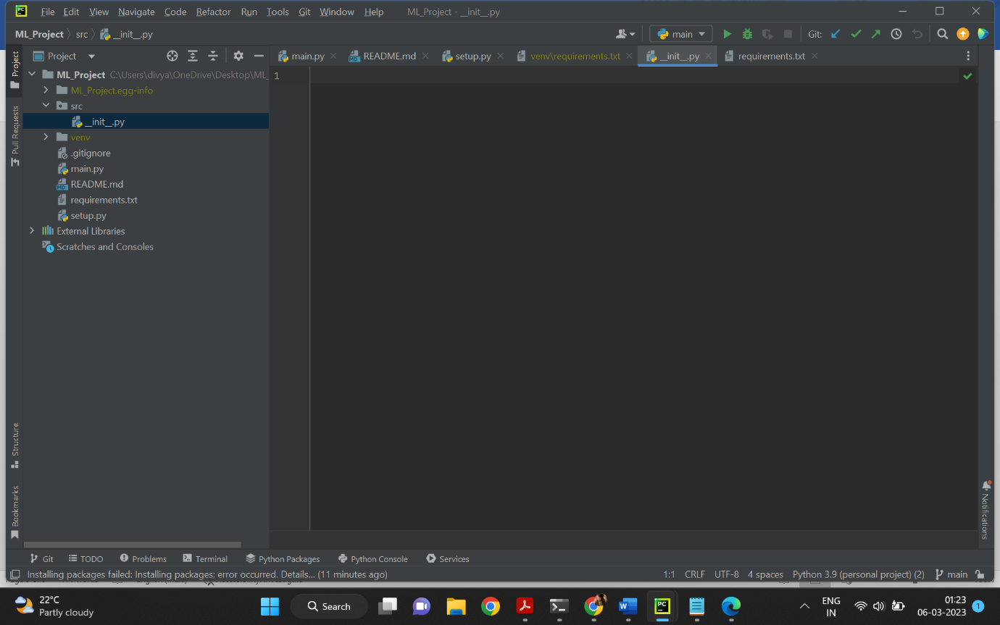 PC File Edit View Navigate Code Refactor Run Tools Git Window Help ML_Project - __init__.py
ML_Project src __init__.py main Git:
Project main.py README.md setup.py venv\requirements.txt __init__.py requirements.txt
Project
ML_Project C:\Users\divya\OneDrive\Desktop\ML_ 1
ML_Project.egg-info
src
__init__.py
venv
.gitignore
main.py
README.md
requirements.txt
setup.py
External Libraries
Scratches and Consoles
Pull Requests
Structure
Bookmarks
Notifications
Git TODO Problems Terminal Python Packages Python Console Services
Installing packages failed: Installing packages: error occurred. Details... (11 minutes ago) 1:1 CRLF UTF-8 4 spaces Python 3.9 (personal project) (2) main
22°C Search ENG 01:23
Partly cloudy IN 06-03-2023 1